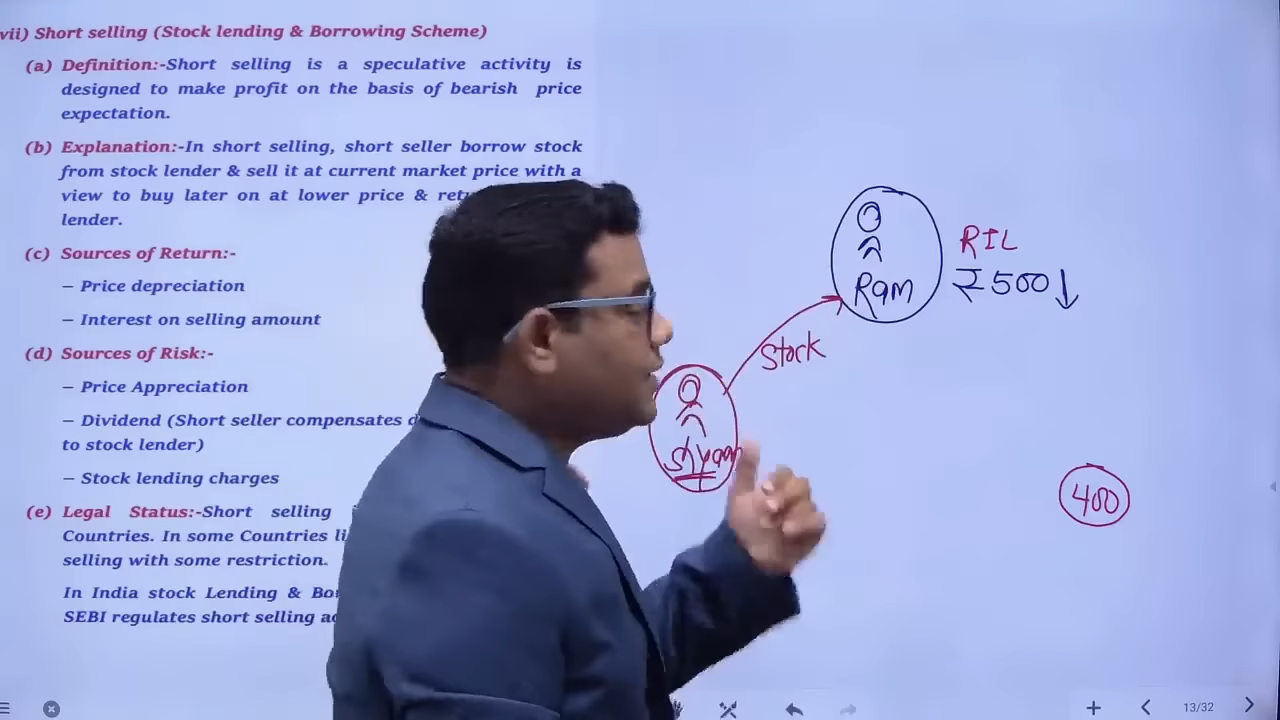 vii) Short selling (Stock lending & Borrowing Scheme)
(a) Definition:-Short selling is a speculative activity is
designed to make profit on the basis of bearish price
expectation.
(b) Explanation:-In short selling, short seller borrow stock
from stock lender & sell it at current market price with a
view to buy later on at lower price &
lender.
(c) Sources of Return:-
– Price depreciation
– Interest on selling amount
(d) Sources of Risk:-
– Price Appreciation
– Dividend (Short seller compensates
to stock lender)
– Stock lending charges
(e) Legal Status:-Short selling
Countries. In some Countries
selling with some restriction.
In India stock Lending &
SEBI regulates short selling
Ram
RIL
₹500↓
Stock
Shyam
400
13/32